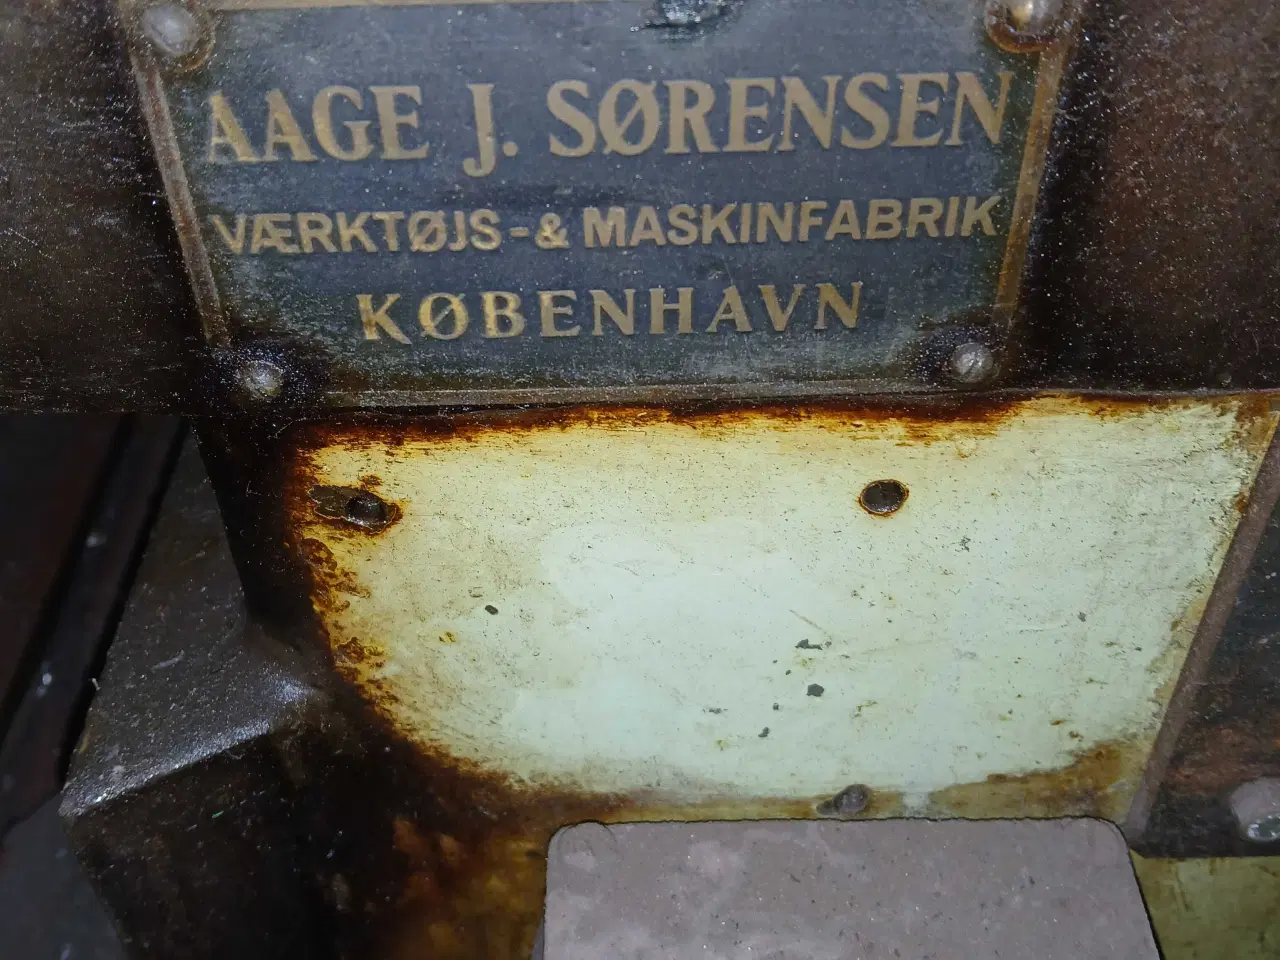 AAGE J. SØRENSEN
VÆRKTØJS-& MASKINFABRIK
KØBENHAVN